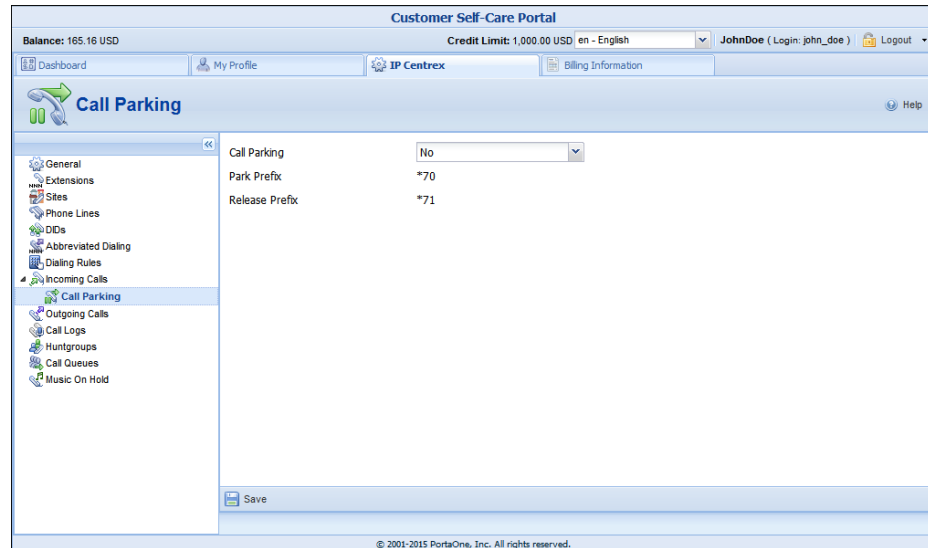 Customer Self-Care Portal
Balance: 165.16 USD Credit Limit: 1,000.00 USD en - English JohnDoe ( Login: john_doe ) Logout
Dashboard My Profile IP Centrex Billing Information
Call Parking Help
General
Extensions
Sites
Phone Lines
DIDs
Abbreviated Dialing
Dialing Rules
Incoming Calls
Call Parking
Outgoing Calls
Call Logs
Huntgroups
Call Queues
Music On Hold
Call Parking No
Park Prefix *70
Release Prefix *71
Save
© 2001-2015 PortaOne, Inc. All rights reserved.